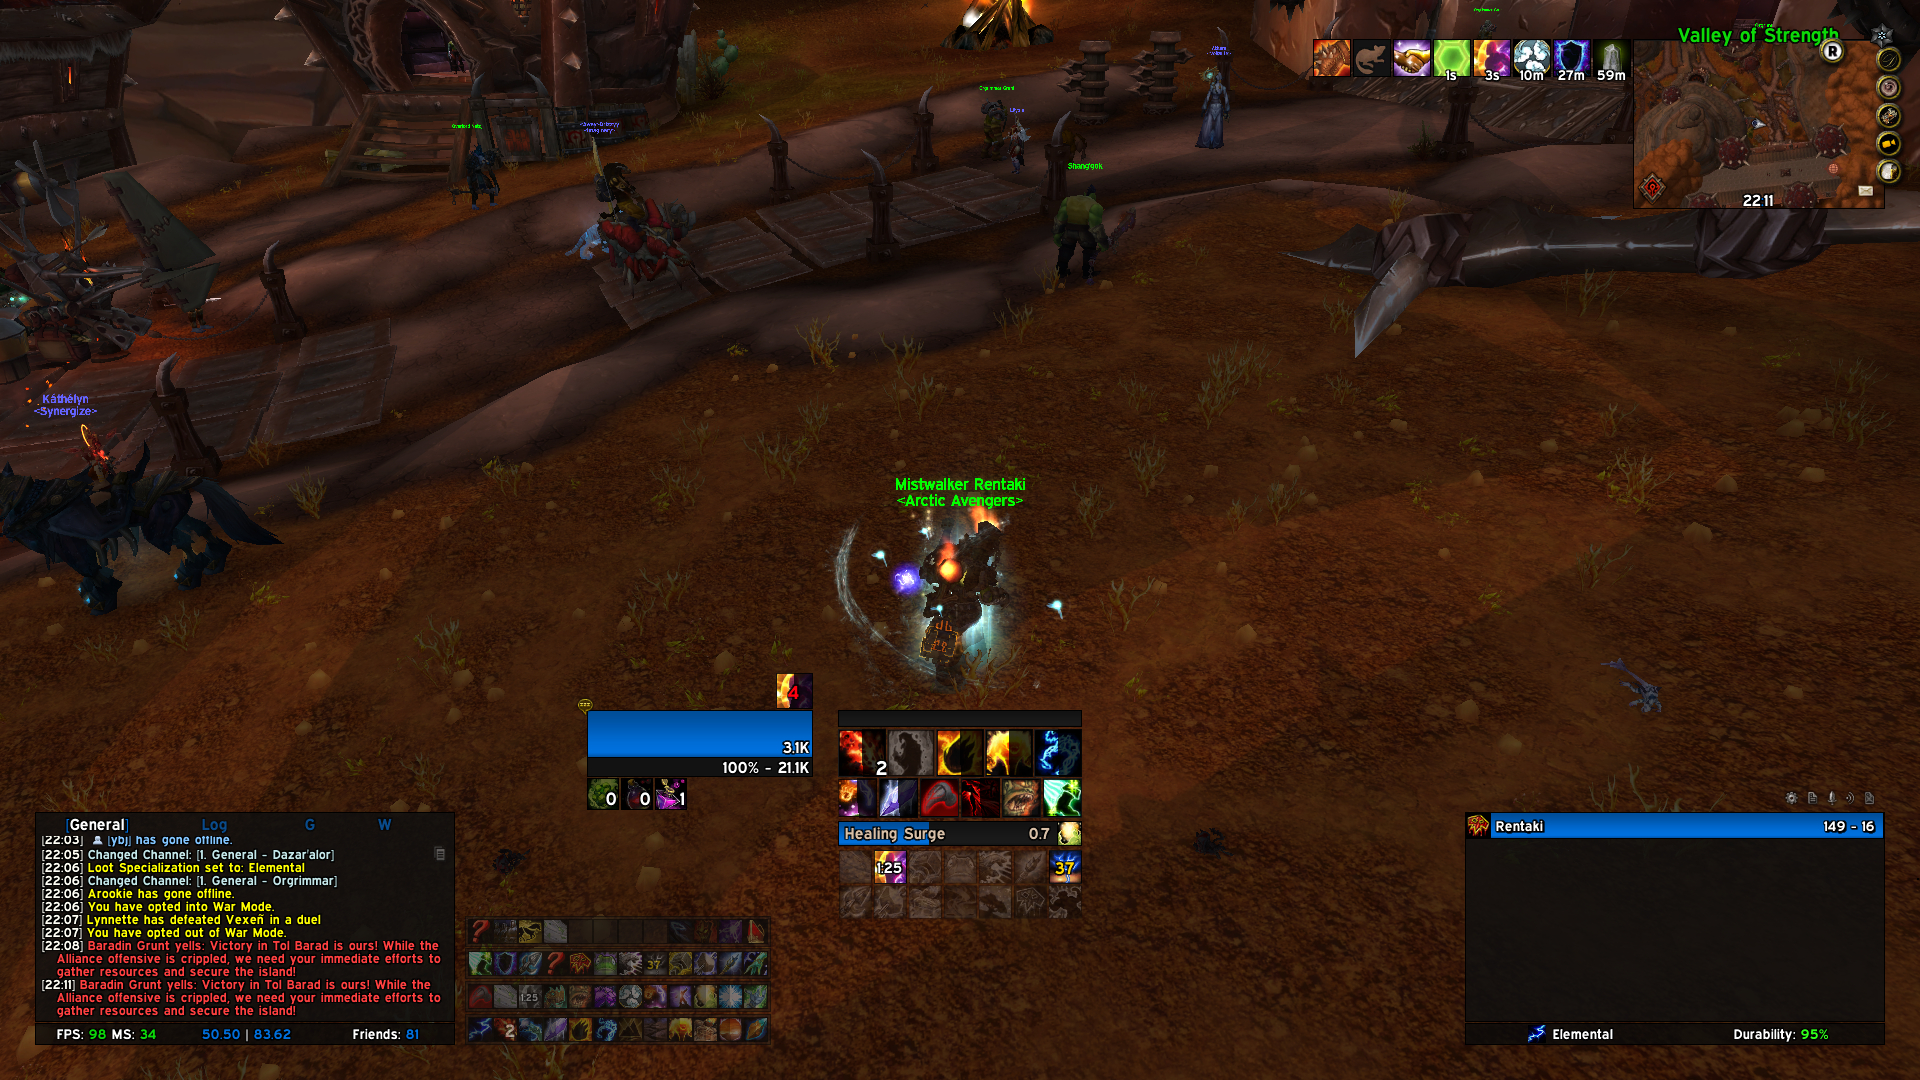 Valley of Strength
R
1s
3s
10m
27m
59m
22:11
Shang'gok
Káthélyn
<Synergize>
Mistwalker Rentaki
<Arctic Avengers>
4
3.1K
100% - 21.1K
0
0
1
2
Healing Surge 0.7
1:25
37
[General] Log G W
[22:03] [ybj] has gone offline.
[22:05] Changed Channel: [1. General - Dazar'alor]
[22:06] Loot Specialization set to: Elemental
[22:06] Changed Channel: [1. General - Orgrimmar]
[22:06] Arookie has gone offline.
[22:06] You have opted into War Mode.
[22:07] Lynnette has defeated Vexeñ in a duel
[22:07] You have opted out of War Mode.
[22:08] Baradin Grunt yells: Victory in Tol Barad is ours! While the
Alliance offensive is crippled, we need your immediate efforts to
gather resources and secure the island!
[22:11] Baradin Grunt yells: Victory in Tol Barad is ours! While the
Alliance offensive is crippled, we need your immediate efforts to
gather resources and secure the island!
FPS: 98 MS: 34
50.50 | 83.62
Friends: 81
37
1:25
2
Rentaki 149 - 16
Elemental
Durability: 95%